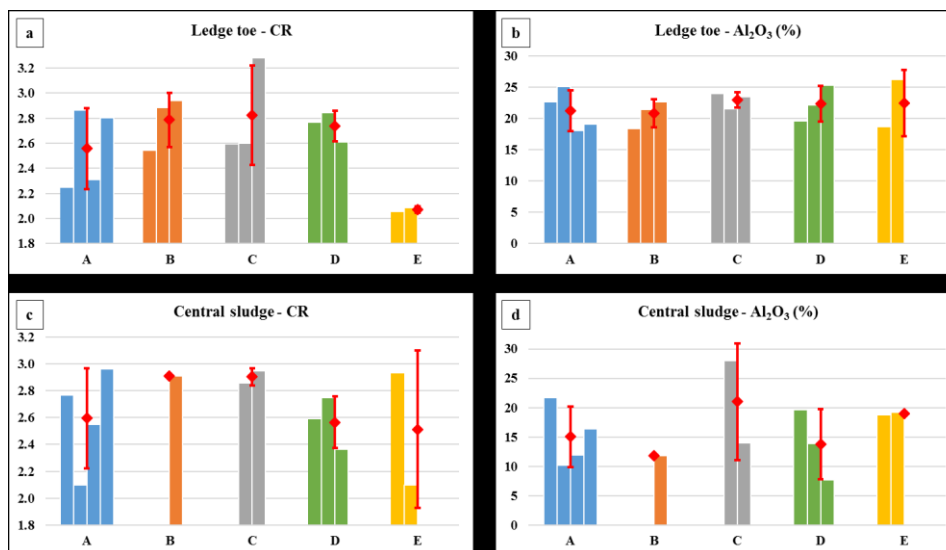 a
Ledge toe - CR
3.2
3.0
2.8
2.6
2.4
2.2
2.0
1.8
A B C D E
b
Ledge toe - Al₂O₃ (%)
30
25
20
15
10
5
0
A B C D E
c
Central sludge - CR
3.2
3.0
2.8
2.6
2.4
2.2
2.0
1.8
A B C D E
d
Central sludge - Al₂O₃ (%)
30
25
20
15
10
5
0
A B C D E